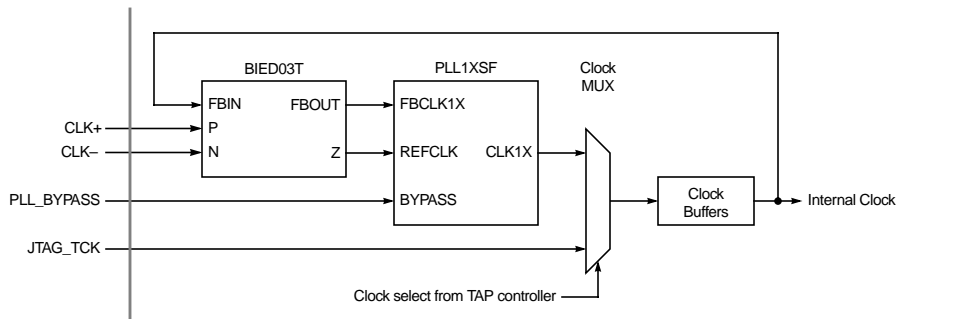 BIED03T
PLL1XSF
Clock
MUX
FBIN
FBOUT
FBCLK1X
CLK+
P
CLK–
N
Z
REFCLK
CLK1X
PLL_BYPASS
BYPASS
Clock
Buffers
Internal Clock
JTAG_TCK
Clock select from TAP controller